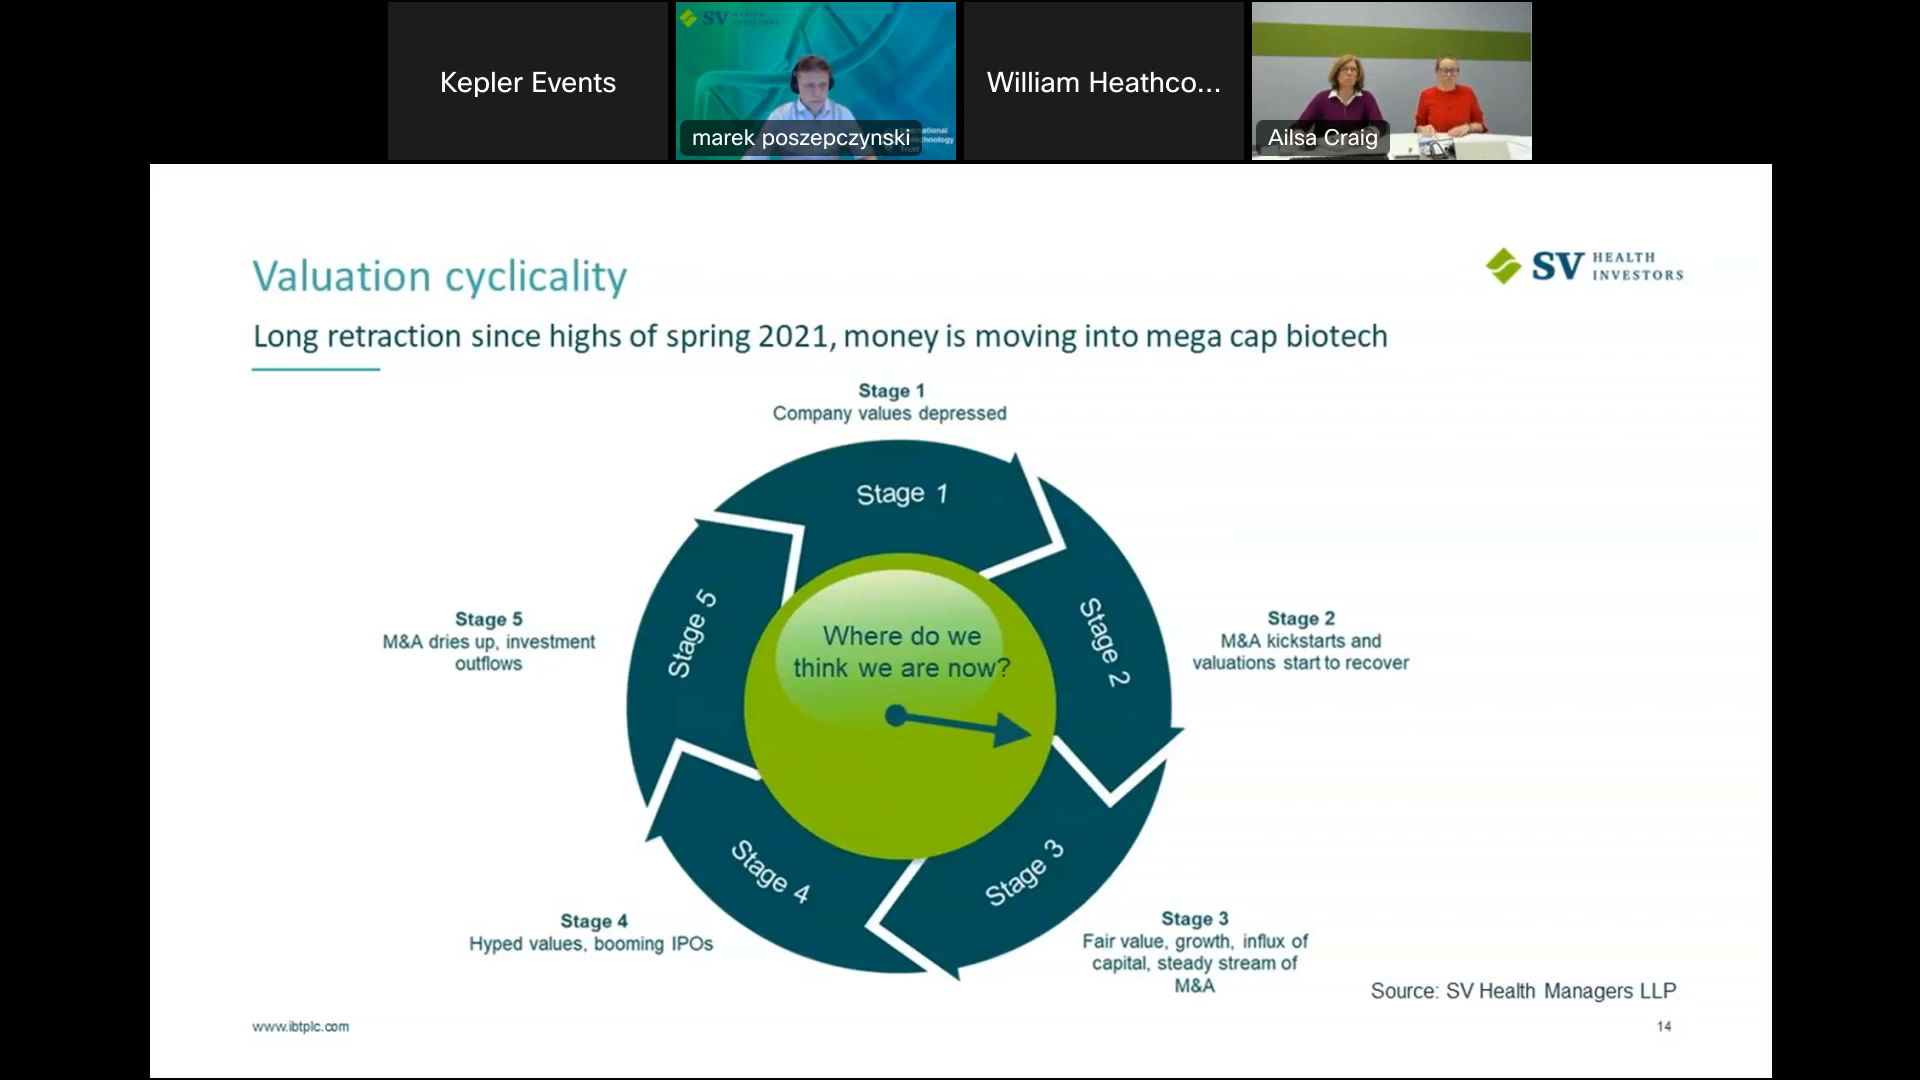 Kepler Events
SV HEALTH
INVESTORS
marek poszepczynski
William Heathco...
Ailsa Craig
Valuation cyclicality
SV HEALTH
INVESTORS
Long retraction since highs of spring 2021, money is moving into mega cap biotech
Stage 1
Company values depressed
Stage 1
Stage 5
Stage 2
Stage 5
M&A dries up, investment
outflows
Stage 2
M&A kickstarts and
valuations start to recover
Where do we
think we are now?
Stage 4
Stage 3
Stage 4
Hyped values, booming IPOs
Stage 3
Fair value, growth, influx of
capital, steady stream of
M&A
Source: SV Health Managers LLP
www.ibtplc.com
14